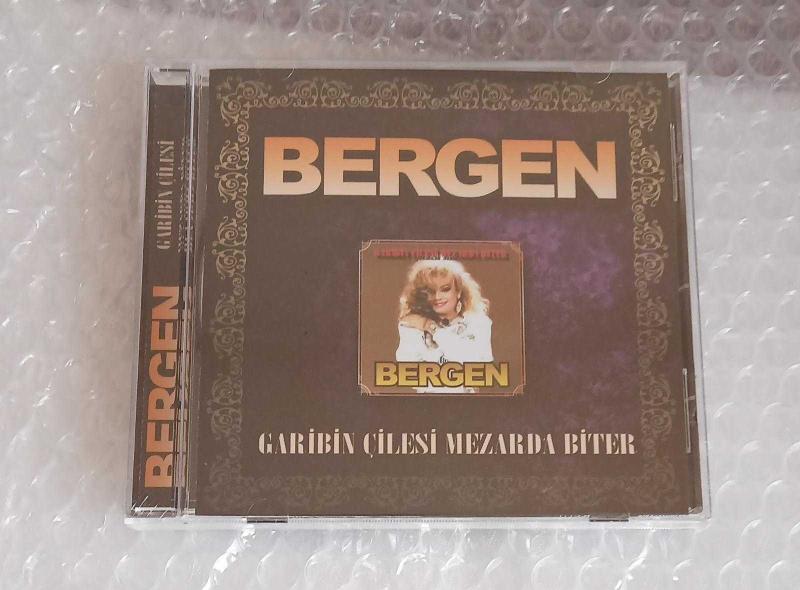 BERGEN
BERGEN
GARİBİN ÇİLESİ MEZARDA BİTER
BERGEN
GARİBİN ÇİLESİ